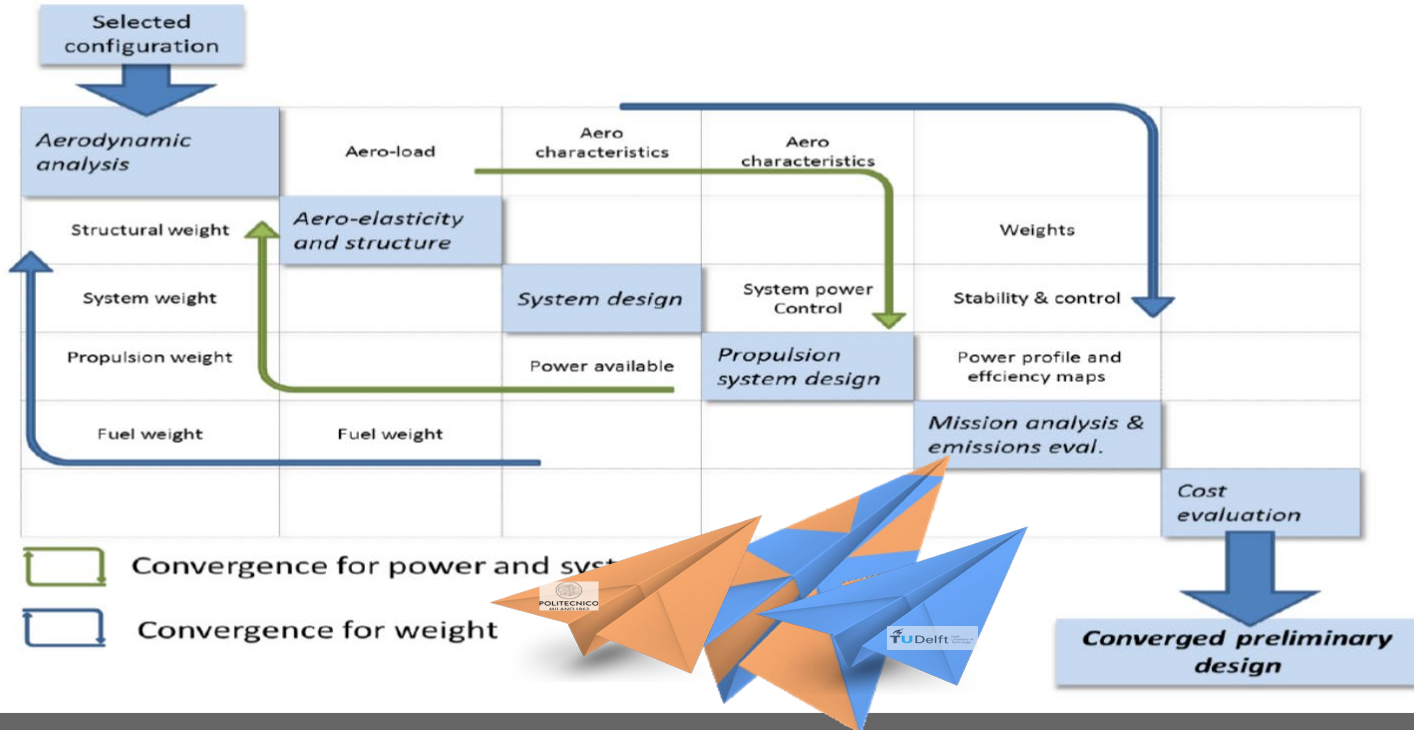 Selected
configuration
Aerodynamic
analysis
Aero-load
Aero
characteristics
Aero
characteristics
Structural weight
Aero-elasticity
and structure
Weights
System weight
System design
System power
Control
Stability & control
Propulsion weight
Power available
Propulsion
system design
Power profile and
effciency maps
Fuel weight
Fuel weight
Mission analysis &
emissions eval.
Cost
evaluation
Convergence for power and
Convergence for weight
POLITECNICO
MILANO 1863
TUDelft
Converged preliminary
design